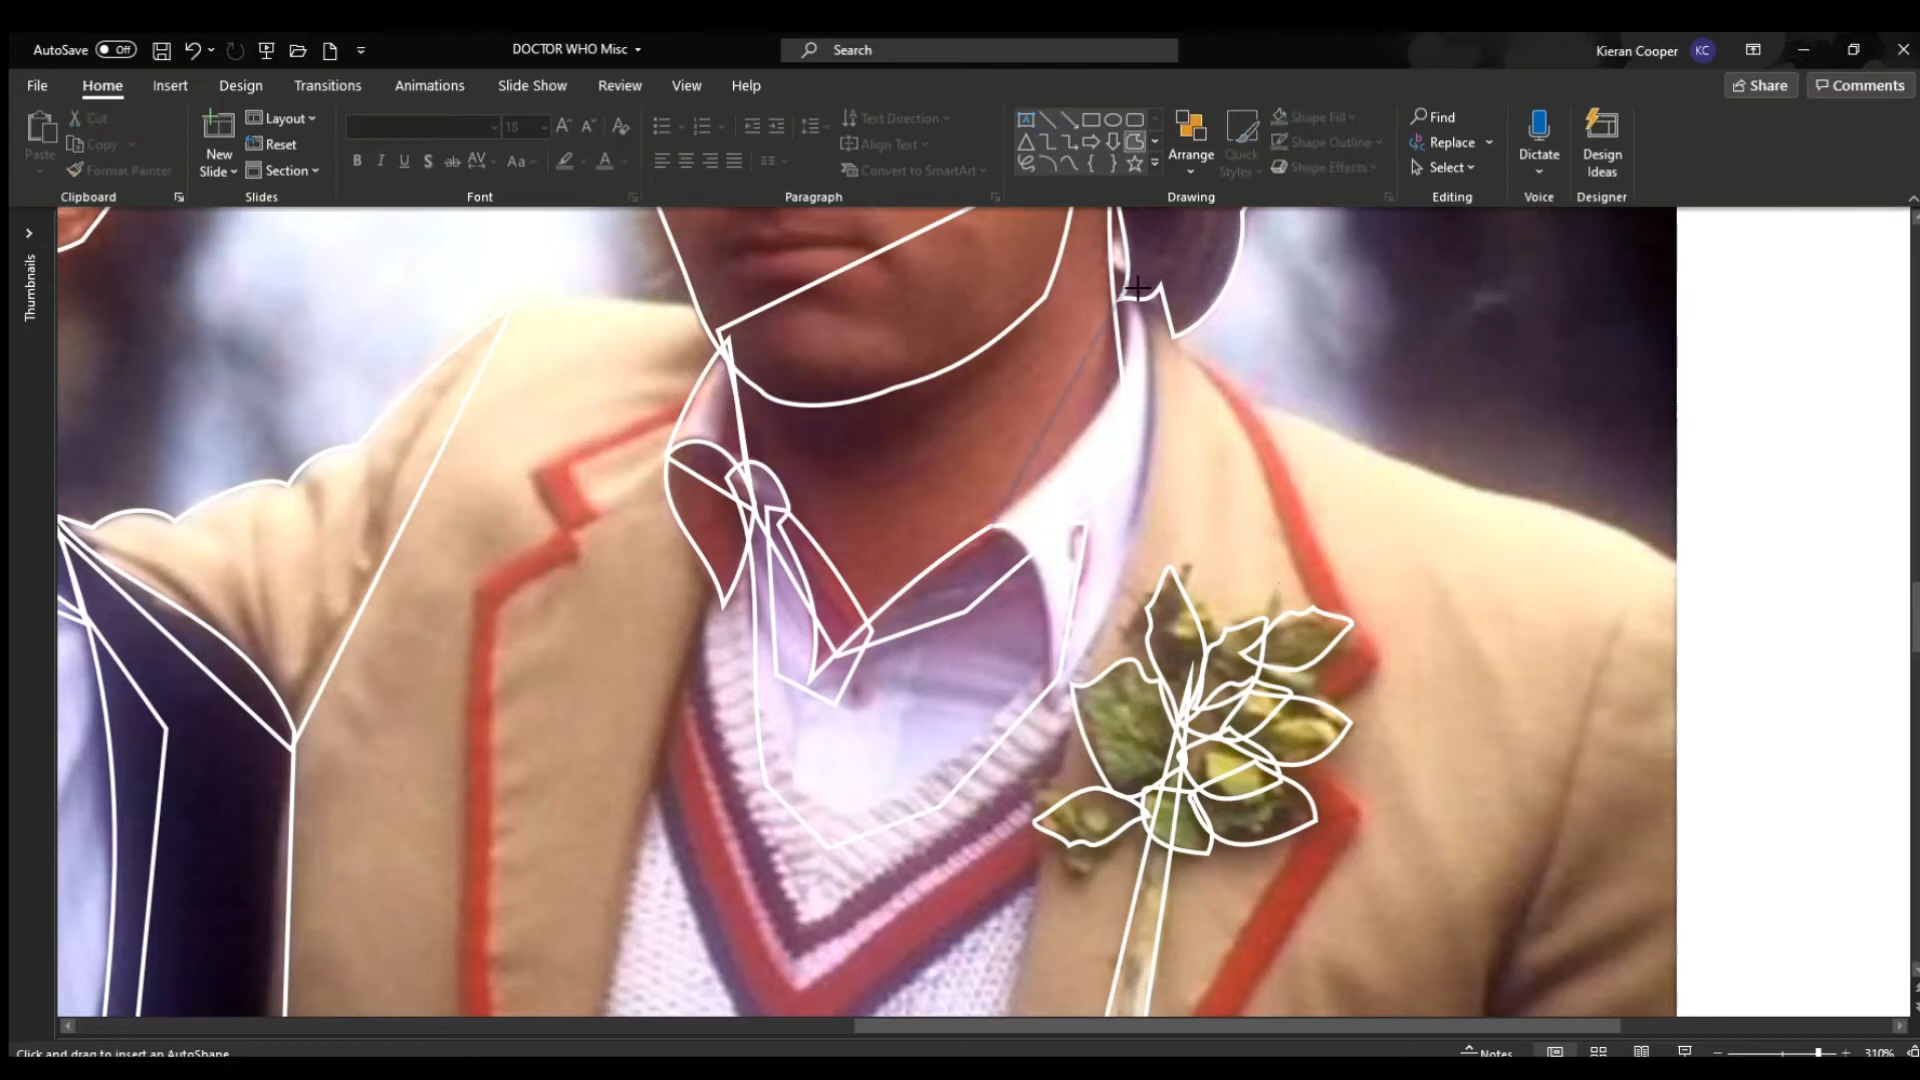 AutoSave Off
DOCTOR WHO Misc
Search
Kieran Cooper KC
File Home Insert Design Transitions Animations Slide Show Review View Help
Share Comments
Paste
Cut
Copy
Format Painter
Clipboard
New Slide
Layout
Reset
Section
Slides
18
A A A
B I U S ab AV Aa A
Font
Text Direction
Align Text
Convert to SmartArt
Paragraph
Arrange
Quick Styles
Shape Fill
Shape Outline
Shape Effects
Drawing
Find
Replace
Select
Editing
Dictate
Voice
Design Ideas
Designer
Thumbnails
Click and drag to insert an AutoShape
Notes
310%